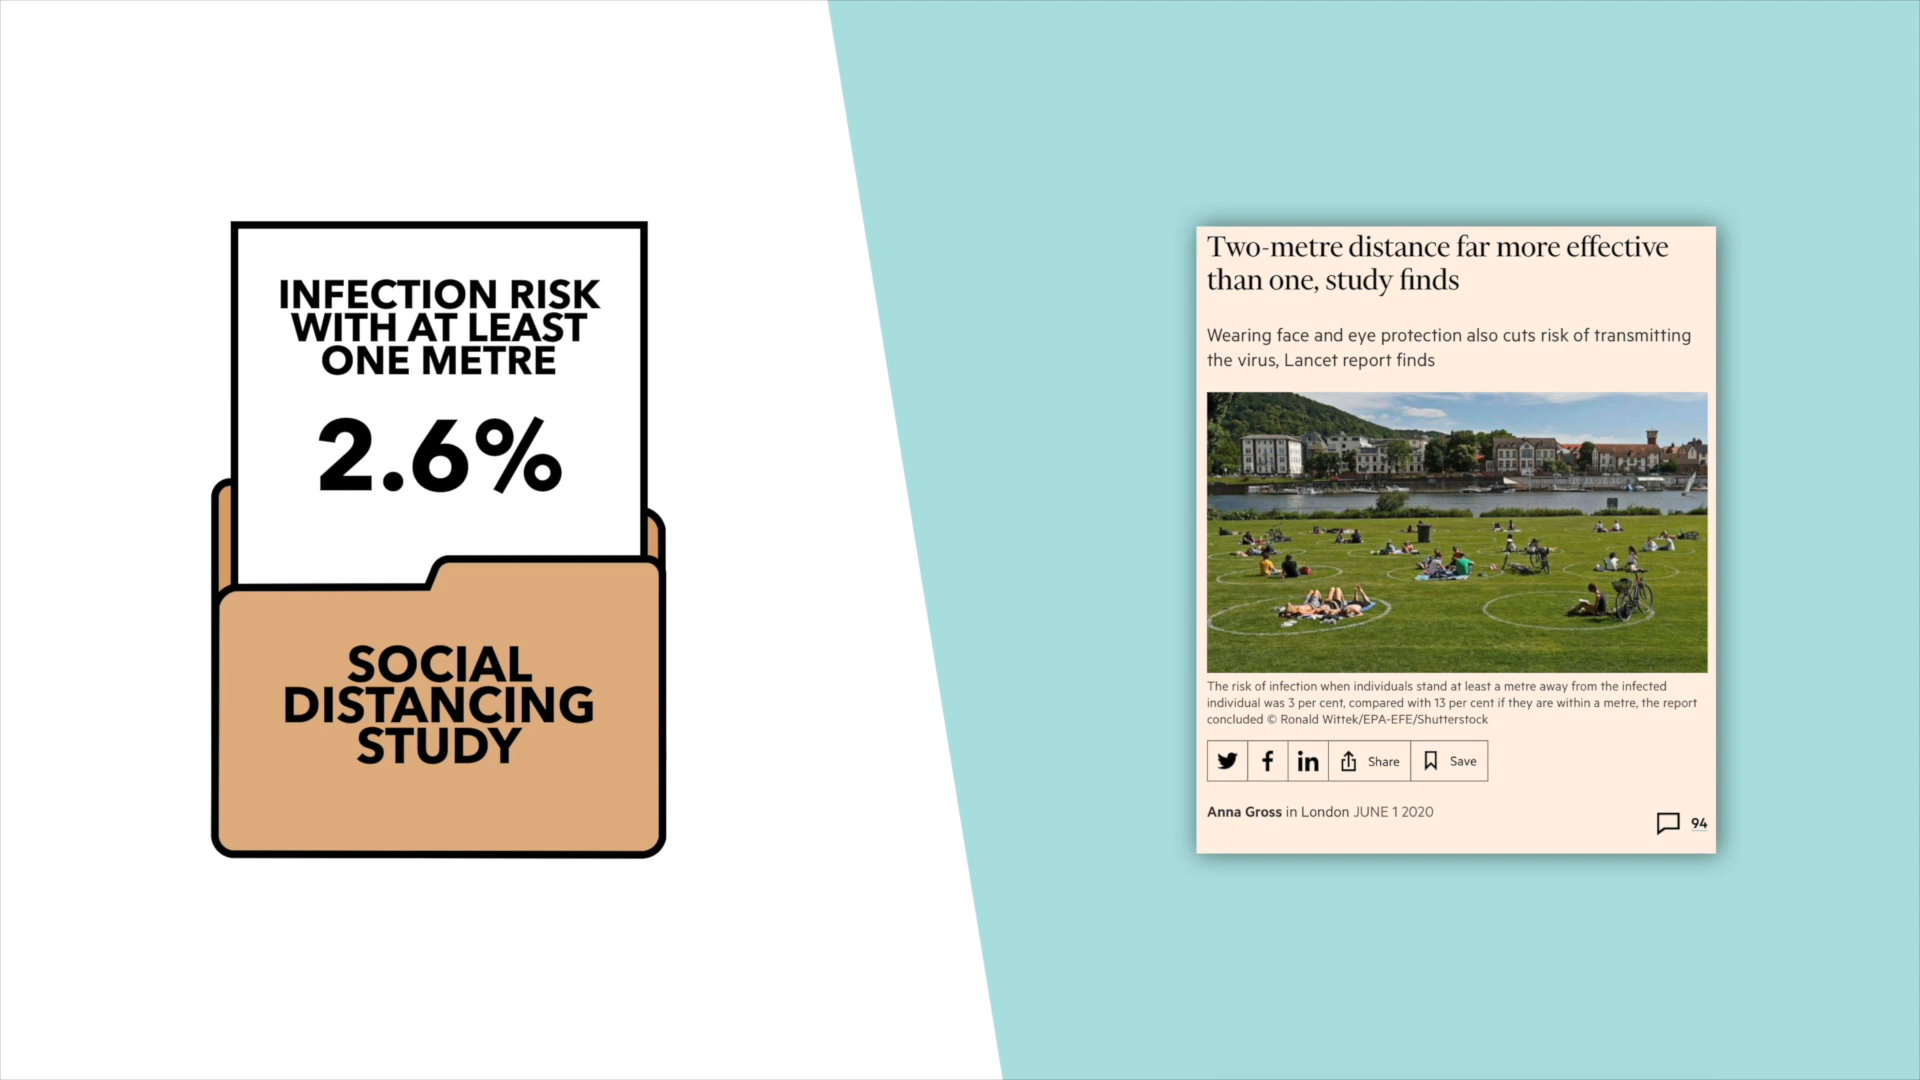 INFECTION RISK
WITH AT LEAST
ONE METRE
2.6%
SOCIAL
DISTANCING
STUDY
Two-metre distance far more effective
than one, study finds
Wearing face and eye protection also cuts risk of transmitting
the virus, Lancet report finds
The risk of infection when individuals stand at least a metre away from the infected
individual was 3 per cent, compared with 13 per cent if they are within a metre, the report
concluded © Ronald Wittek/EPA-EFE/Shutterstock
Share
Save
Anna Gross in London JUNE 1 2020
94